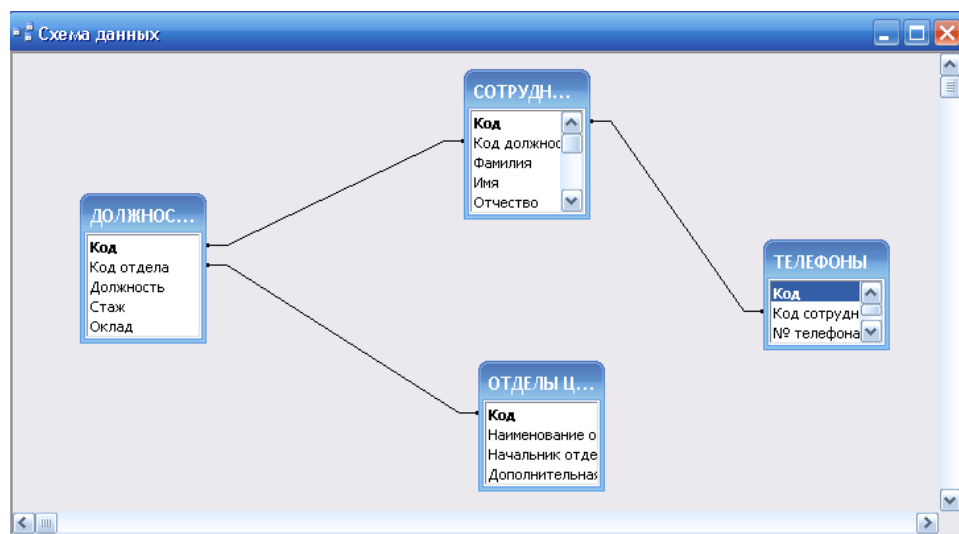 Схема данных
СОТРУДН...
Код
Код должнос
Фамилия
Имя
Отчество
ДОЛЖНОС...
Код
Код отдела
Должность
Стаж
Оклад
ТЕЛЕФОНЫ
Код
Код сотрудн
№ телефона
ОТДЕЛЫ Ц...
Код
Наименование о
Начальник отде
Дополнительная